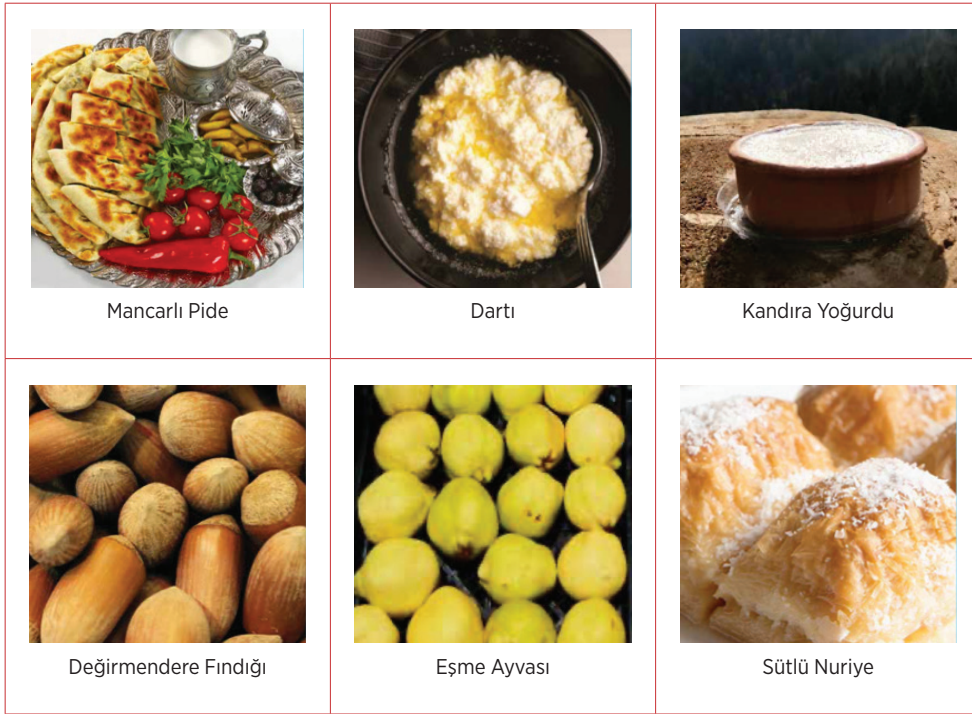 Mancarlı Pide
Dartı
Kandıra Yoğurdu
Değirmendere Fındığı
Eşme Ayvası
Sütlü Nuriye